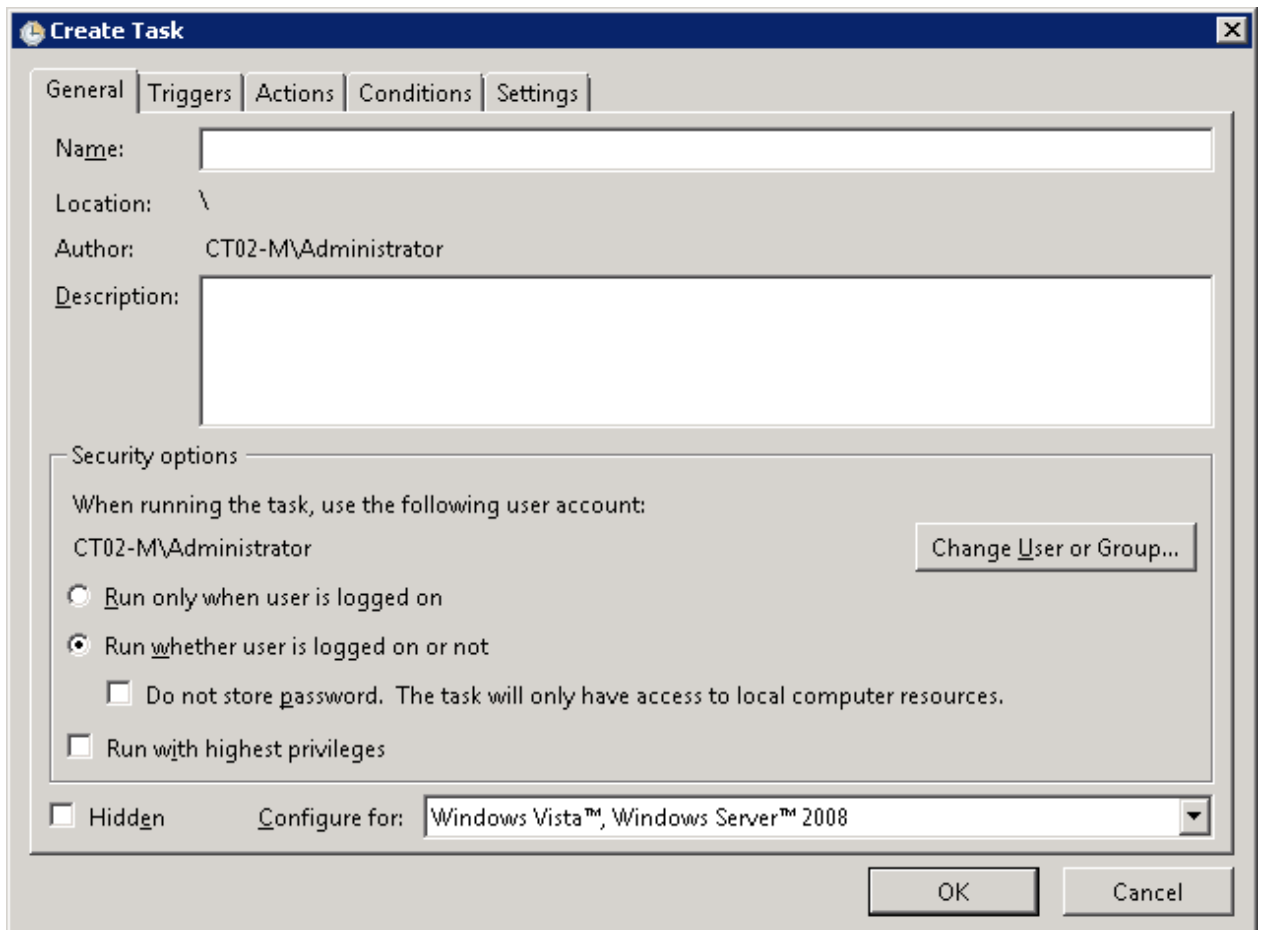 Create Task
General Triggers Actions Conditions Settings
Name:
Location: \
Author: CT02-M\Administrator
Description:
Security options
When running the task, use the following user account:
CT02-M\Administrator Change User or Group...
Run only when user is logged on
Run whether user is logged on or not
Do not store password. The task will only have access to local computer resources.
Run with highest privileges
Hidden Configure for: Windows Vista™, Windows Server™ 2008
OK Cancel